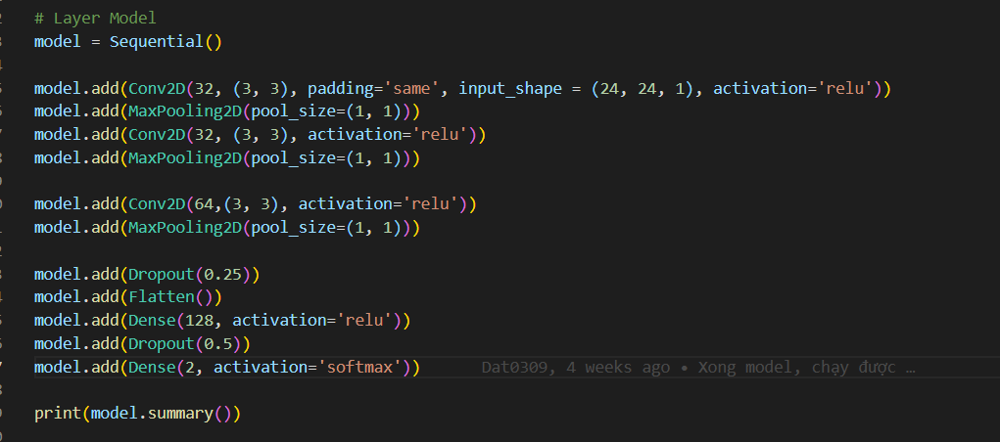 # Layer Model
model = Sequential()
model.add(Conv2D(32, (3, 3), padding='same', input_shape = (24, 24, 1), activation='relu'))
model.add(MaxPooling2D(pool_size=(1, 1)))
model.add(Conv2D(32, (3, 3), activation='relu'))
model.add(MaxPooling2D(pool_size=(1, 1)))
model.add(Conv2D(64,(3, 3), activation='relu'))
model.add(MaxPooling2D(pool_size=(1, 1)))
model.add(Dropout(0.25))
model.add(Flatten())
model.add(Dense(128, activation='relu'))
model.add(Dropout(0.5))
model.add(Dense(2, activation='softmax')) Dat0309, 4 weeks ago • Xong model, chạy được …
print(model.summary())